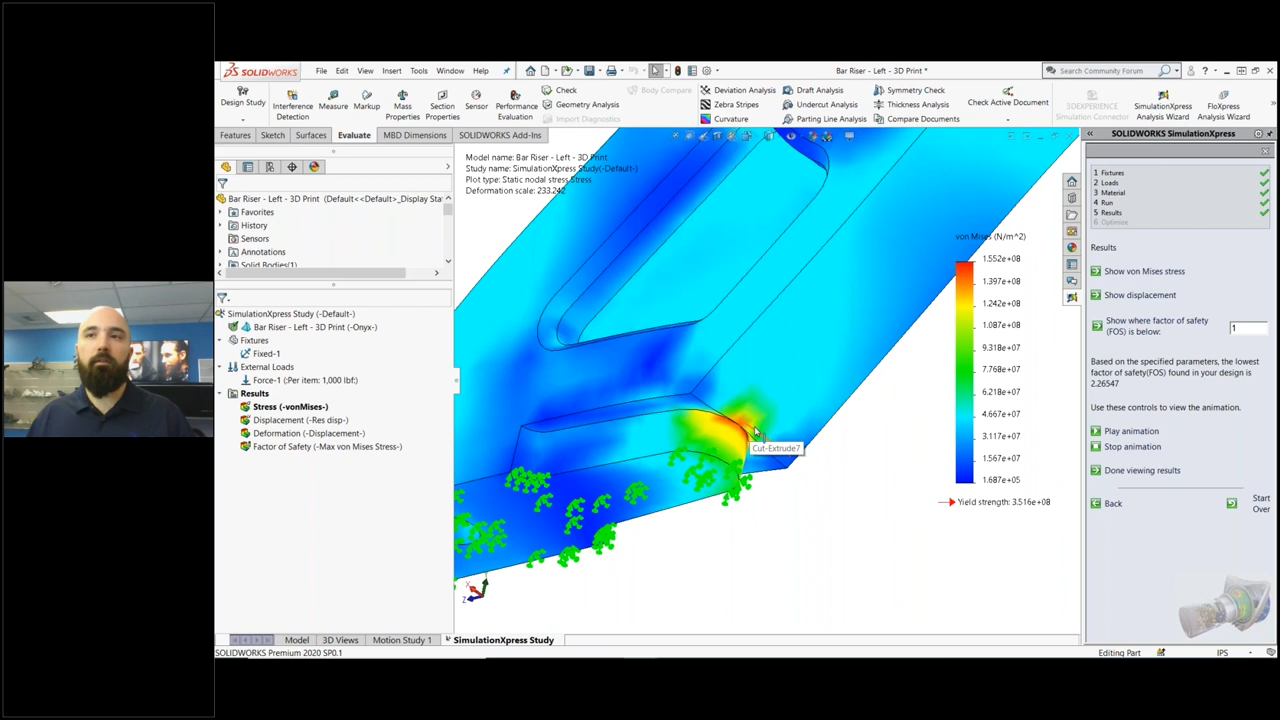 SOLIDWORKS File Edit View Insert Tools Window Help Bar Riser - Left - 3D Print * Search Community Forum
Design Study
Interference Detection
Measure
Markup
Mass Properties
Section Properties
Sensor
Performance Evaluation
Check
Geometry Analysis
Import Diagnostics
Body Compare
Deviation Analysis
Zebra Stripes
Curvature
Draft Analysis
Undercut Analysis
Parting Line Analysis
Symmetry Check
Thickness Analysis
Compare Documents
Check Active Document
3DEXPERIENCE Simulation Connector
SimulationXpress Analysis Wizard
FloXpress Analysis Wizard
Features Sketch Surfaces Evaluate MBD Dimensions SOLIDWORKS Add-Ins
Bar Riser - Left - 3D Print (Default<<Default>_Display Sta
Favorites
History
Sensors
Annotations
Solid Bodies(1)
SimulationXpress Study (-Default-)
Bar Riser - Left - 3D Print (-Onyx-)
Fixtures
Fixed-1
External Loads
Force-1 (:Per item: 1,000 lbf:)
Results
Stress (-vonMises-)
Displacement (-Res disp-)
Deformation (-Displacement-)
Factor of Safety (-Max von Mises Stress-)
Model name: Bar Riser - Left - 3D Print
Study name: SimulationXpress Study(-Default-)
Plot type: Static nodal stress Stress
Deformation scale: 233.242
Cut-Extrude7
X
Z
von Mises (N/m^2)
1.552e+08
1.397e+08
1.242e+08
1.087e+08
9.318e+07
7.768e+07
6.218e+07
4.667e+07
3.117e+07
1.567e+07
1.687e+05
Yield strength: 3.516e+08
SOLIDWORKS SimulationXpress
1 Fixtures
2 Loads
3 Material
4 Run
5 Results
6 Optimize
Results
Show von Mises stress
Show displacement
Show where factor of safety
(FOS) is below: 1
Based on the specified parameters, the lowest
factor of safety(FOS) found in your design is
2.26547
Use these controls to view the animation.
Play animation
Stop animation
Done viewing results
Back
Start Over
Model 3D Views Motion Study 1 SimulationXpress Study
SOLIDWORKS Premium 2020 SP0.1 Editing Part IPS